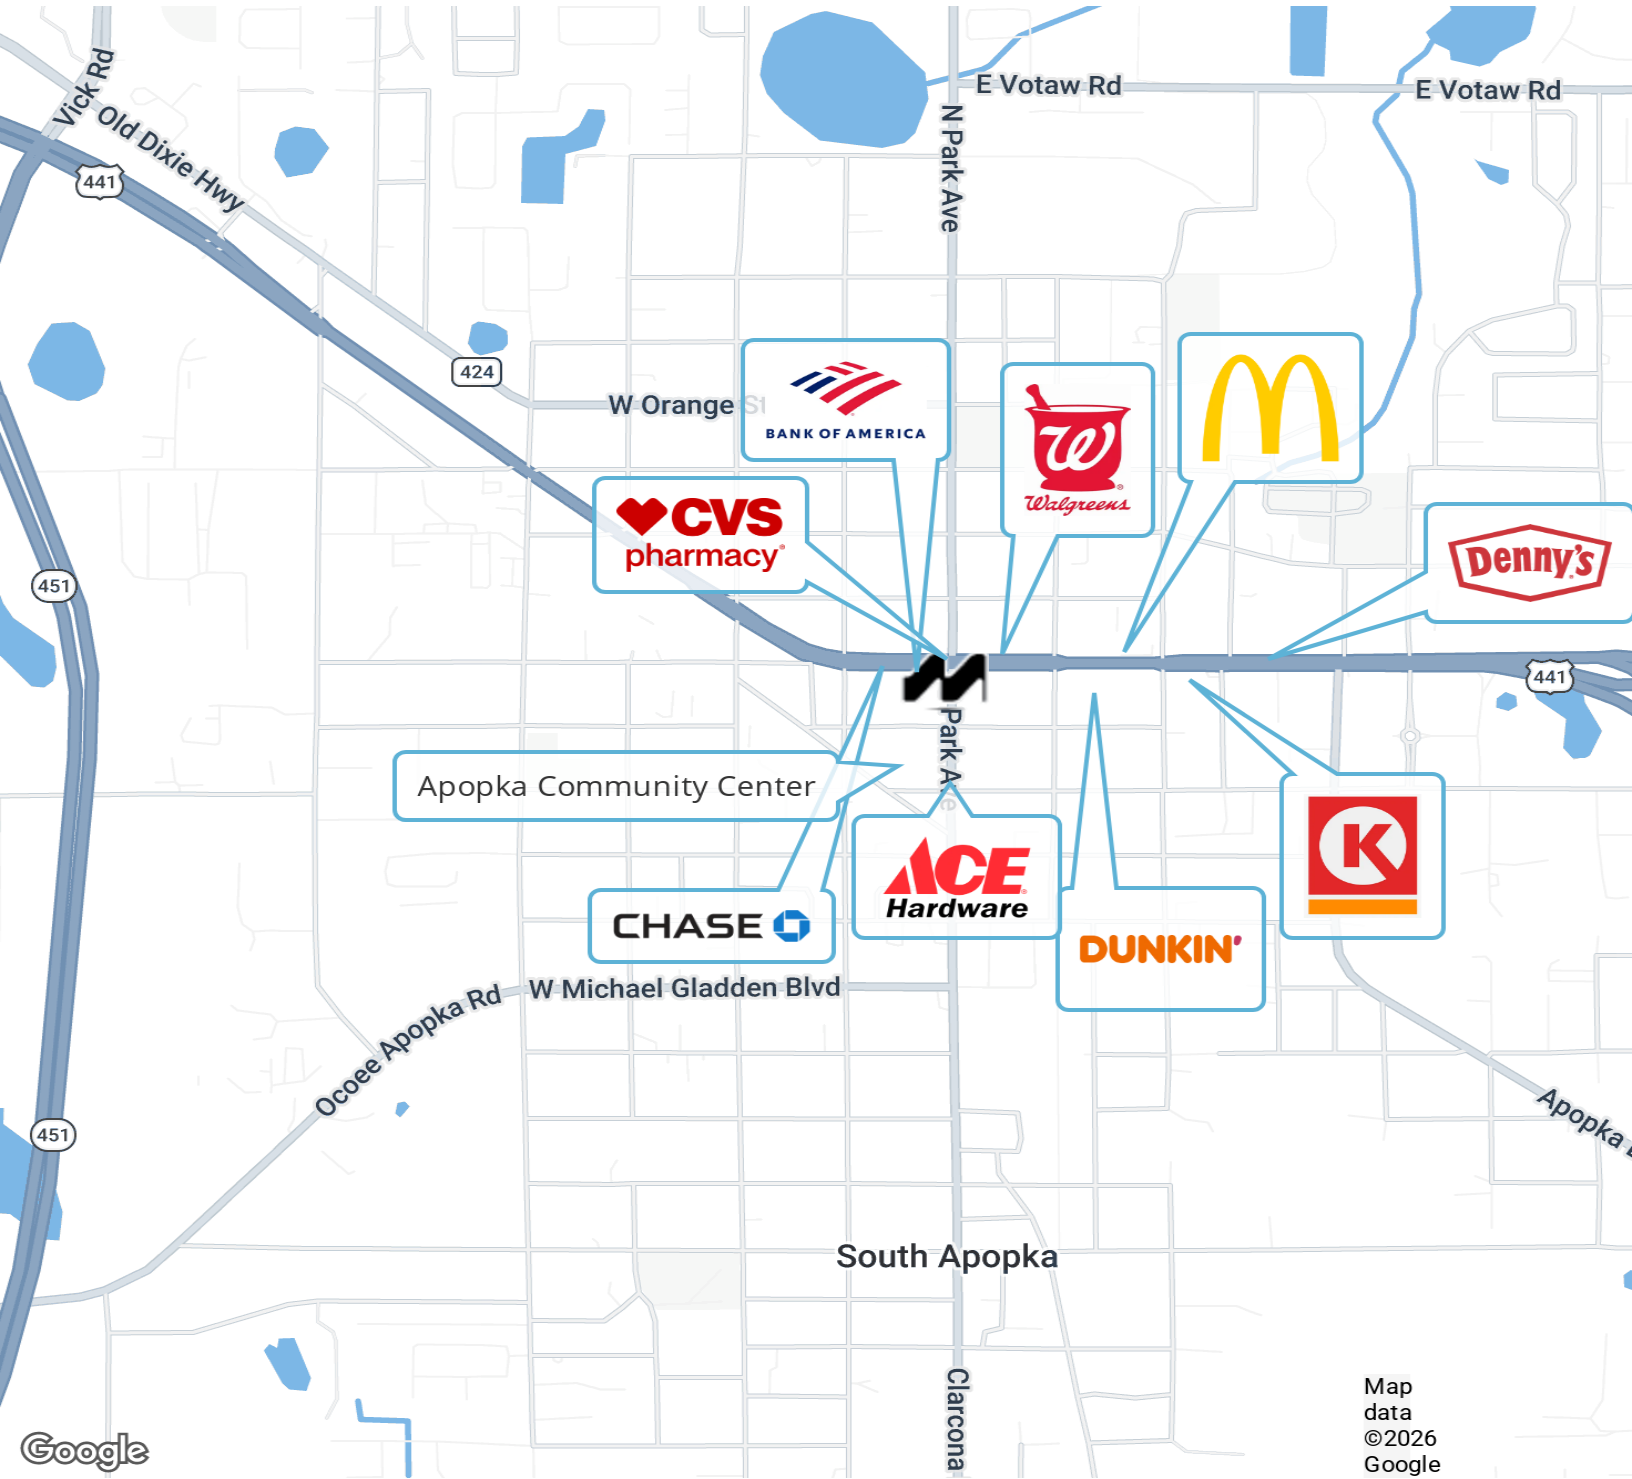 Vick Rd
Old Dixie Hwy
441
E Votaw Rd
E Votaw Rd
N Park Ave
424
W Orange St
BANK OF AMERICA
Walgreens
CVS
pharmacy
Denny's
451
441
Park Ave
Apopka Community Center
ACE
Hardware
K
CHASE
DUNKIN'
W Michael Gladden Blvd
Ocoee Apopka Rd
451
Apopka
South Apopka
Clarcona
Map
data
©2026
Google
Google